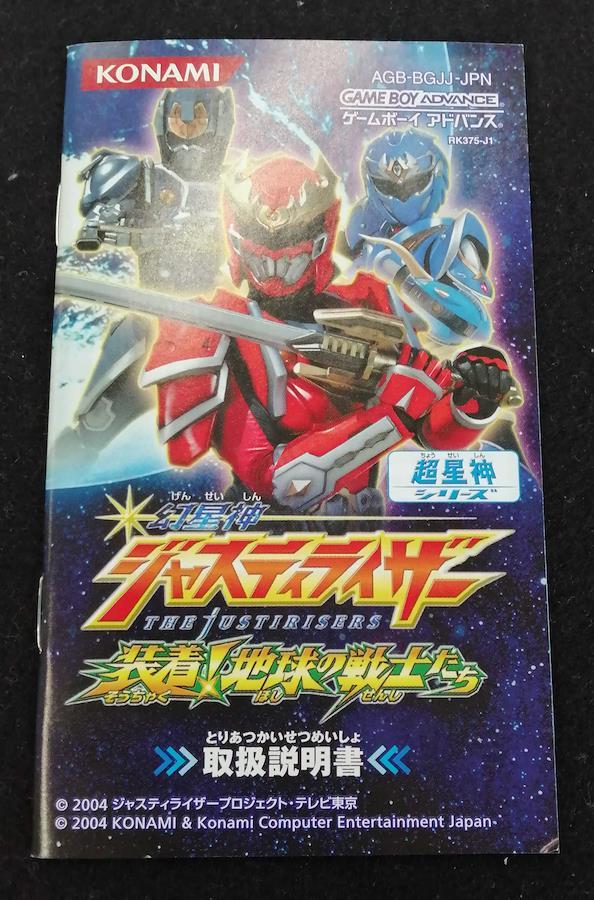 KONAMI
AGB-BGJJ-JPN
GAME BOY ADVANCE
ゲームボーイ アドバンス
RK375-J1
ちょう せい しん
超星神
シリーズ
げん せい しん
幻星神
ジャスティライザー
THE JUSTIRISERS
装着!地球の戦士たち
そうちゃく ほし せんし
とりあつかいせつめいしょ
取扱説明書
© 2004 ジャスティライザープロジェクト・テレビ東京
© 2004 KONAMI & Konami Computer Entertainment Japan